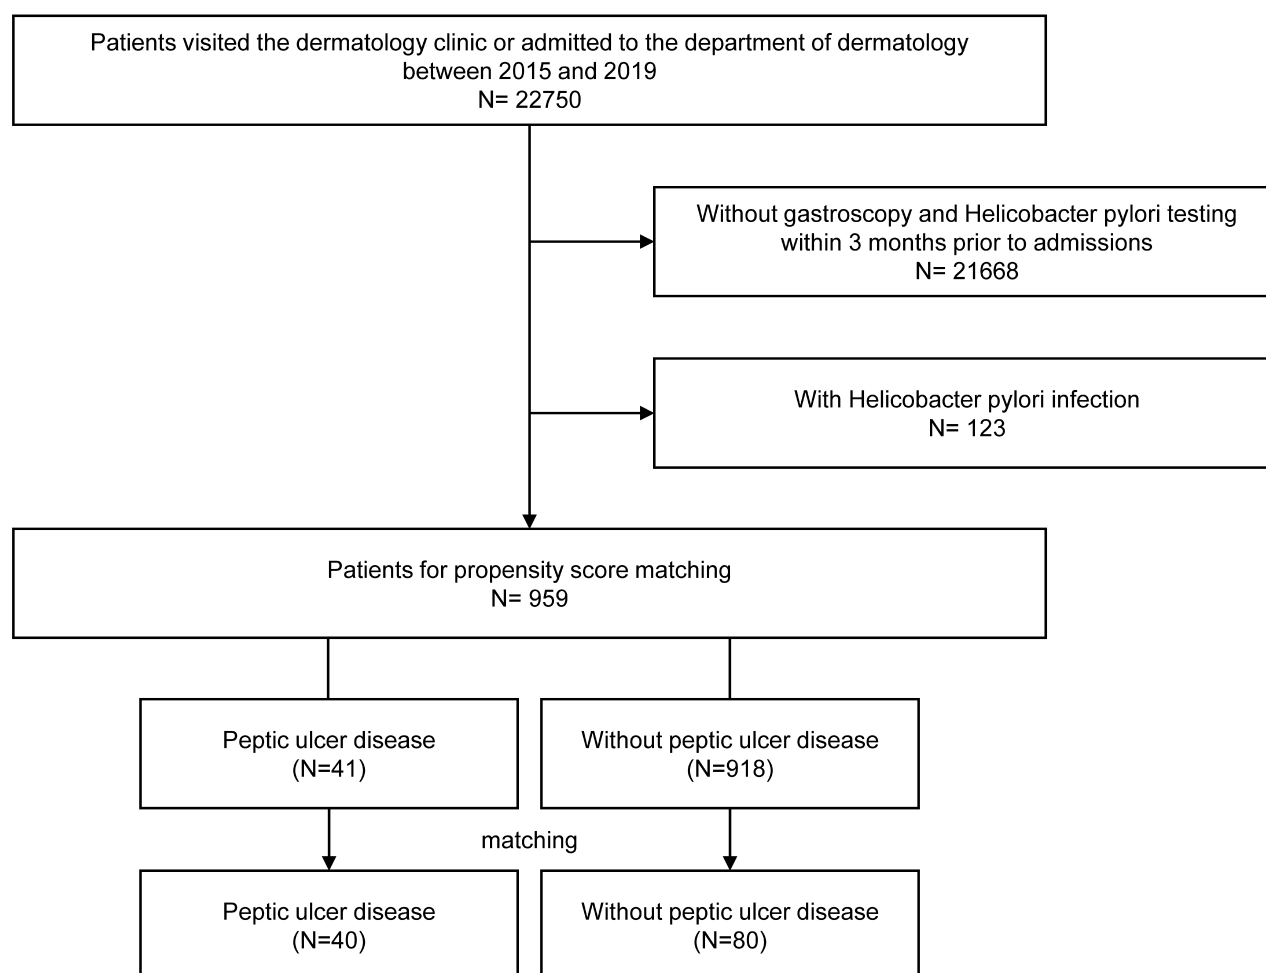 Patients visited the dermatology clinic or admitted to the department of dermatology
between 2015 and 2019
N= 22750
Without gastroscopy and Helicobacter pylori testing
within 3 months prior to admissions
N= 21668
With Helicobacter pylori infection
N= 123
Patients for propensity score matching
N= 959
Peptic ulcer disease
(N=41)
Without peptic ulcer disease
(N=918)
matching
Peptic ulcer disease
(N=40)
Without peptic ulcer disease
(N=80)